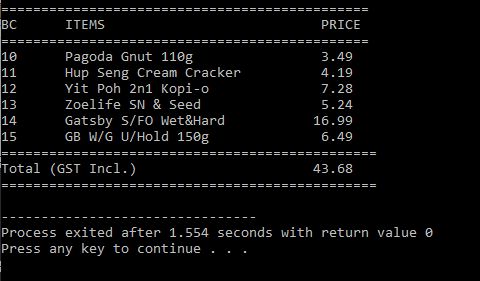 ==============================================
BC      ITEMS                           PRICE
==============================================
10      Pagoda Gnut 110g                3.49
11      Hup Seng Cream Cracker          4.19
12      Yit Poh 2n1 Kopi-o              7.28
13      Zoelife SN & Seed               5.24
14      Gatsby S/FO Wet&Hard           16.99
15      GB W/G U/Hold 150g              6.49
===============================================
Total (GST Incl.)                      43.68
===============================================
--------------------------------
Process exited after 1.554 seconds with return value 0
Press any key to continue . . .